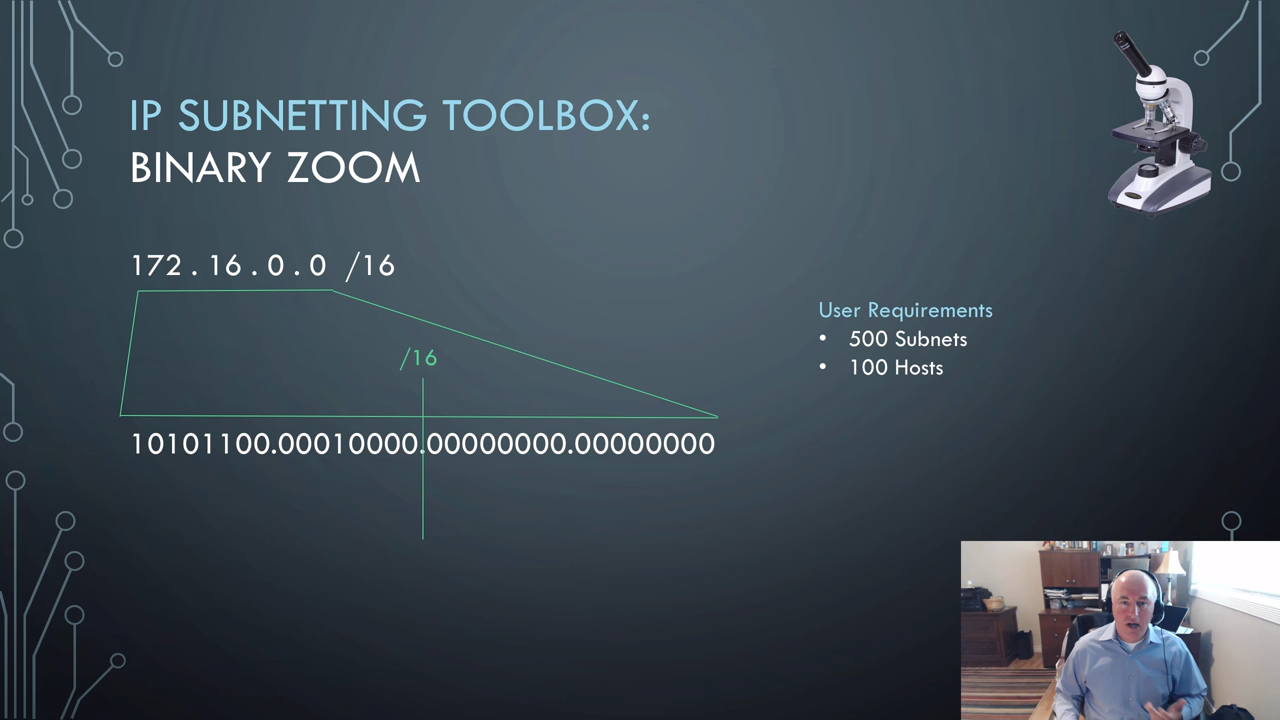 IP SUBNETTING TOOLBOX:
BINARY ZOOM
172 . 16 . 0 . 0 /16
/16
10101100.00010000.00000000.00000000
User Requirements
• 500 Subnets
• 100 Hosts